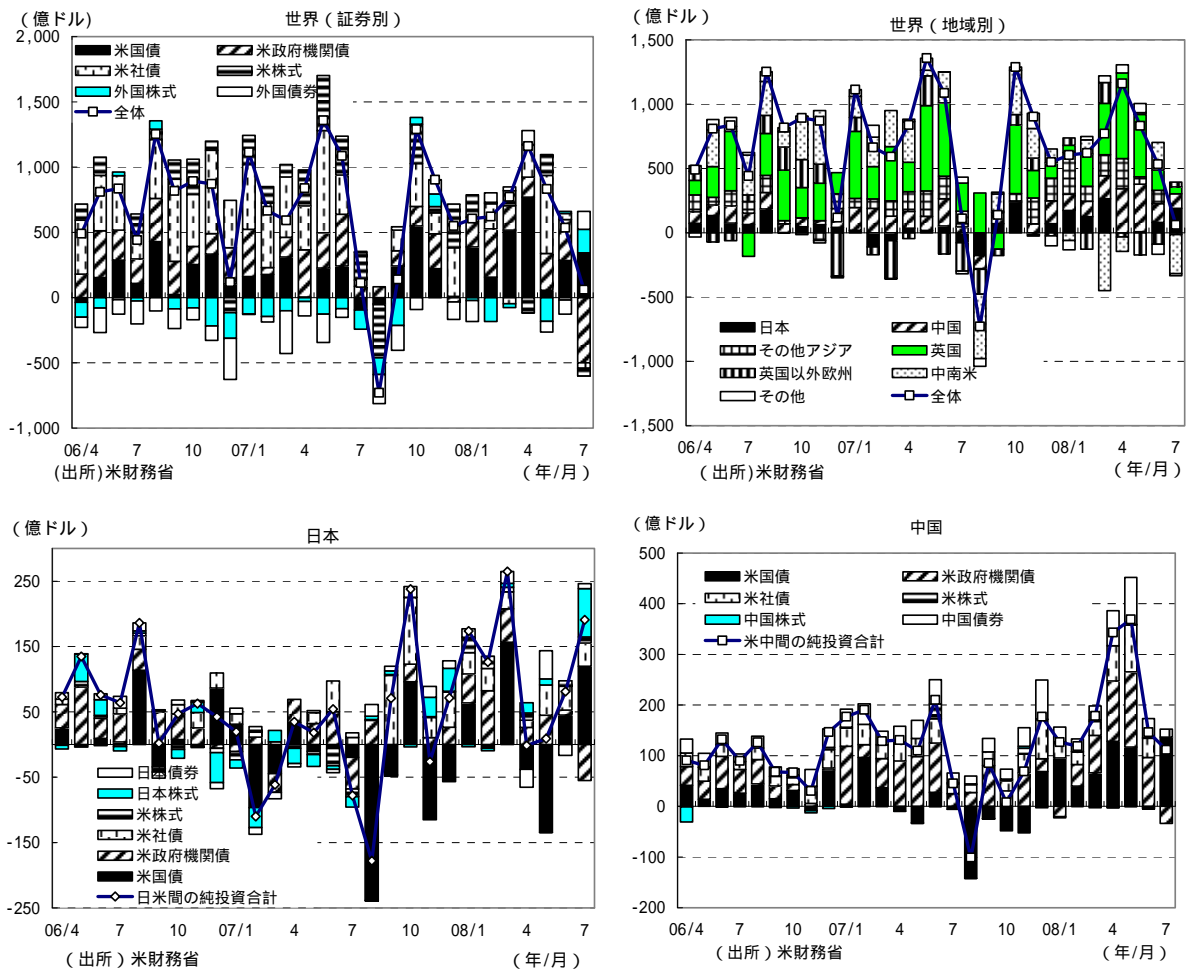 （億ドル）
世界（証券別）
2,000
1,500
1,000
500
0
-500
-1,000
米国債
米政府機関債
米社債
米株式
外国株式
外国債券
全体
06/4
7
10
07/1
4
7
10
08/1
4
7
(出所)米財務省
（年/月）
（億ドル）
世界（地域別）
1,500
1,000
500
0
-500
-1,000
-1,500
日本
中国
その他アジア
英国
英国以外欧州
中南米
その他
全体
06/4
7
10
07/1
4
7
10
08/1
4
7
(出所)米財務省
（年/月）
（億ドル）
日本
250
150
50
-50
-150
-250
日本債券
日本株式
米株式
米社債
米政府機関債
米国債
日米間の純投資合計
06/4
7
10
07/1
4
7
10
08/1
4
7
（出所）米財務省
（年/月）
（億ドル）
中国
500
400
300
200
100
0
-100
-200
米国債
米政府機関債
米社債
米株式
中国株式
中国債券
米中間の純投資合計
06/4
7
10
07/1
4
7
10
08/1
4
7
（出所）米財務省
（年/月）